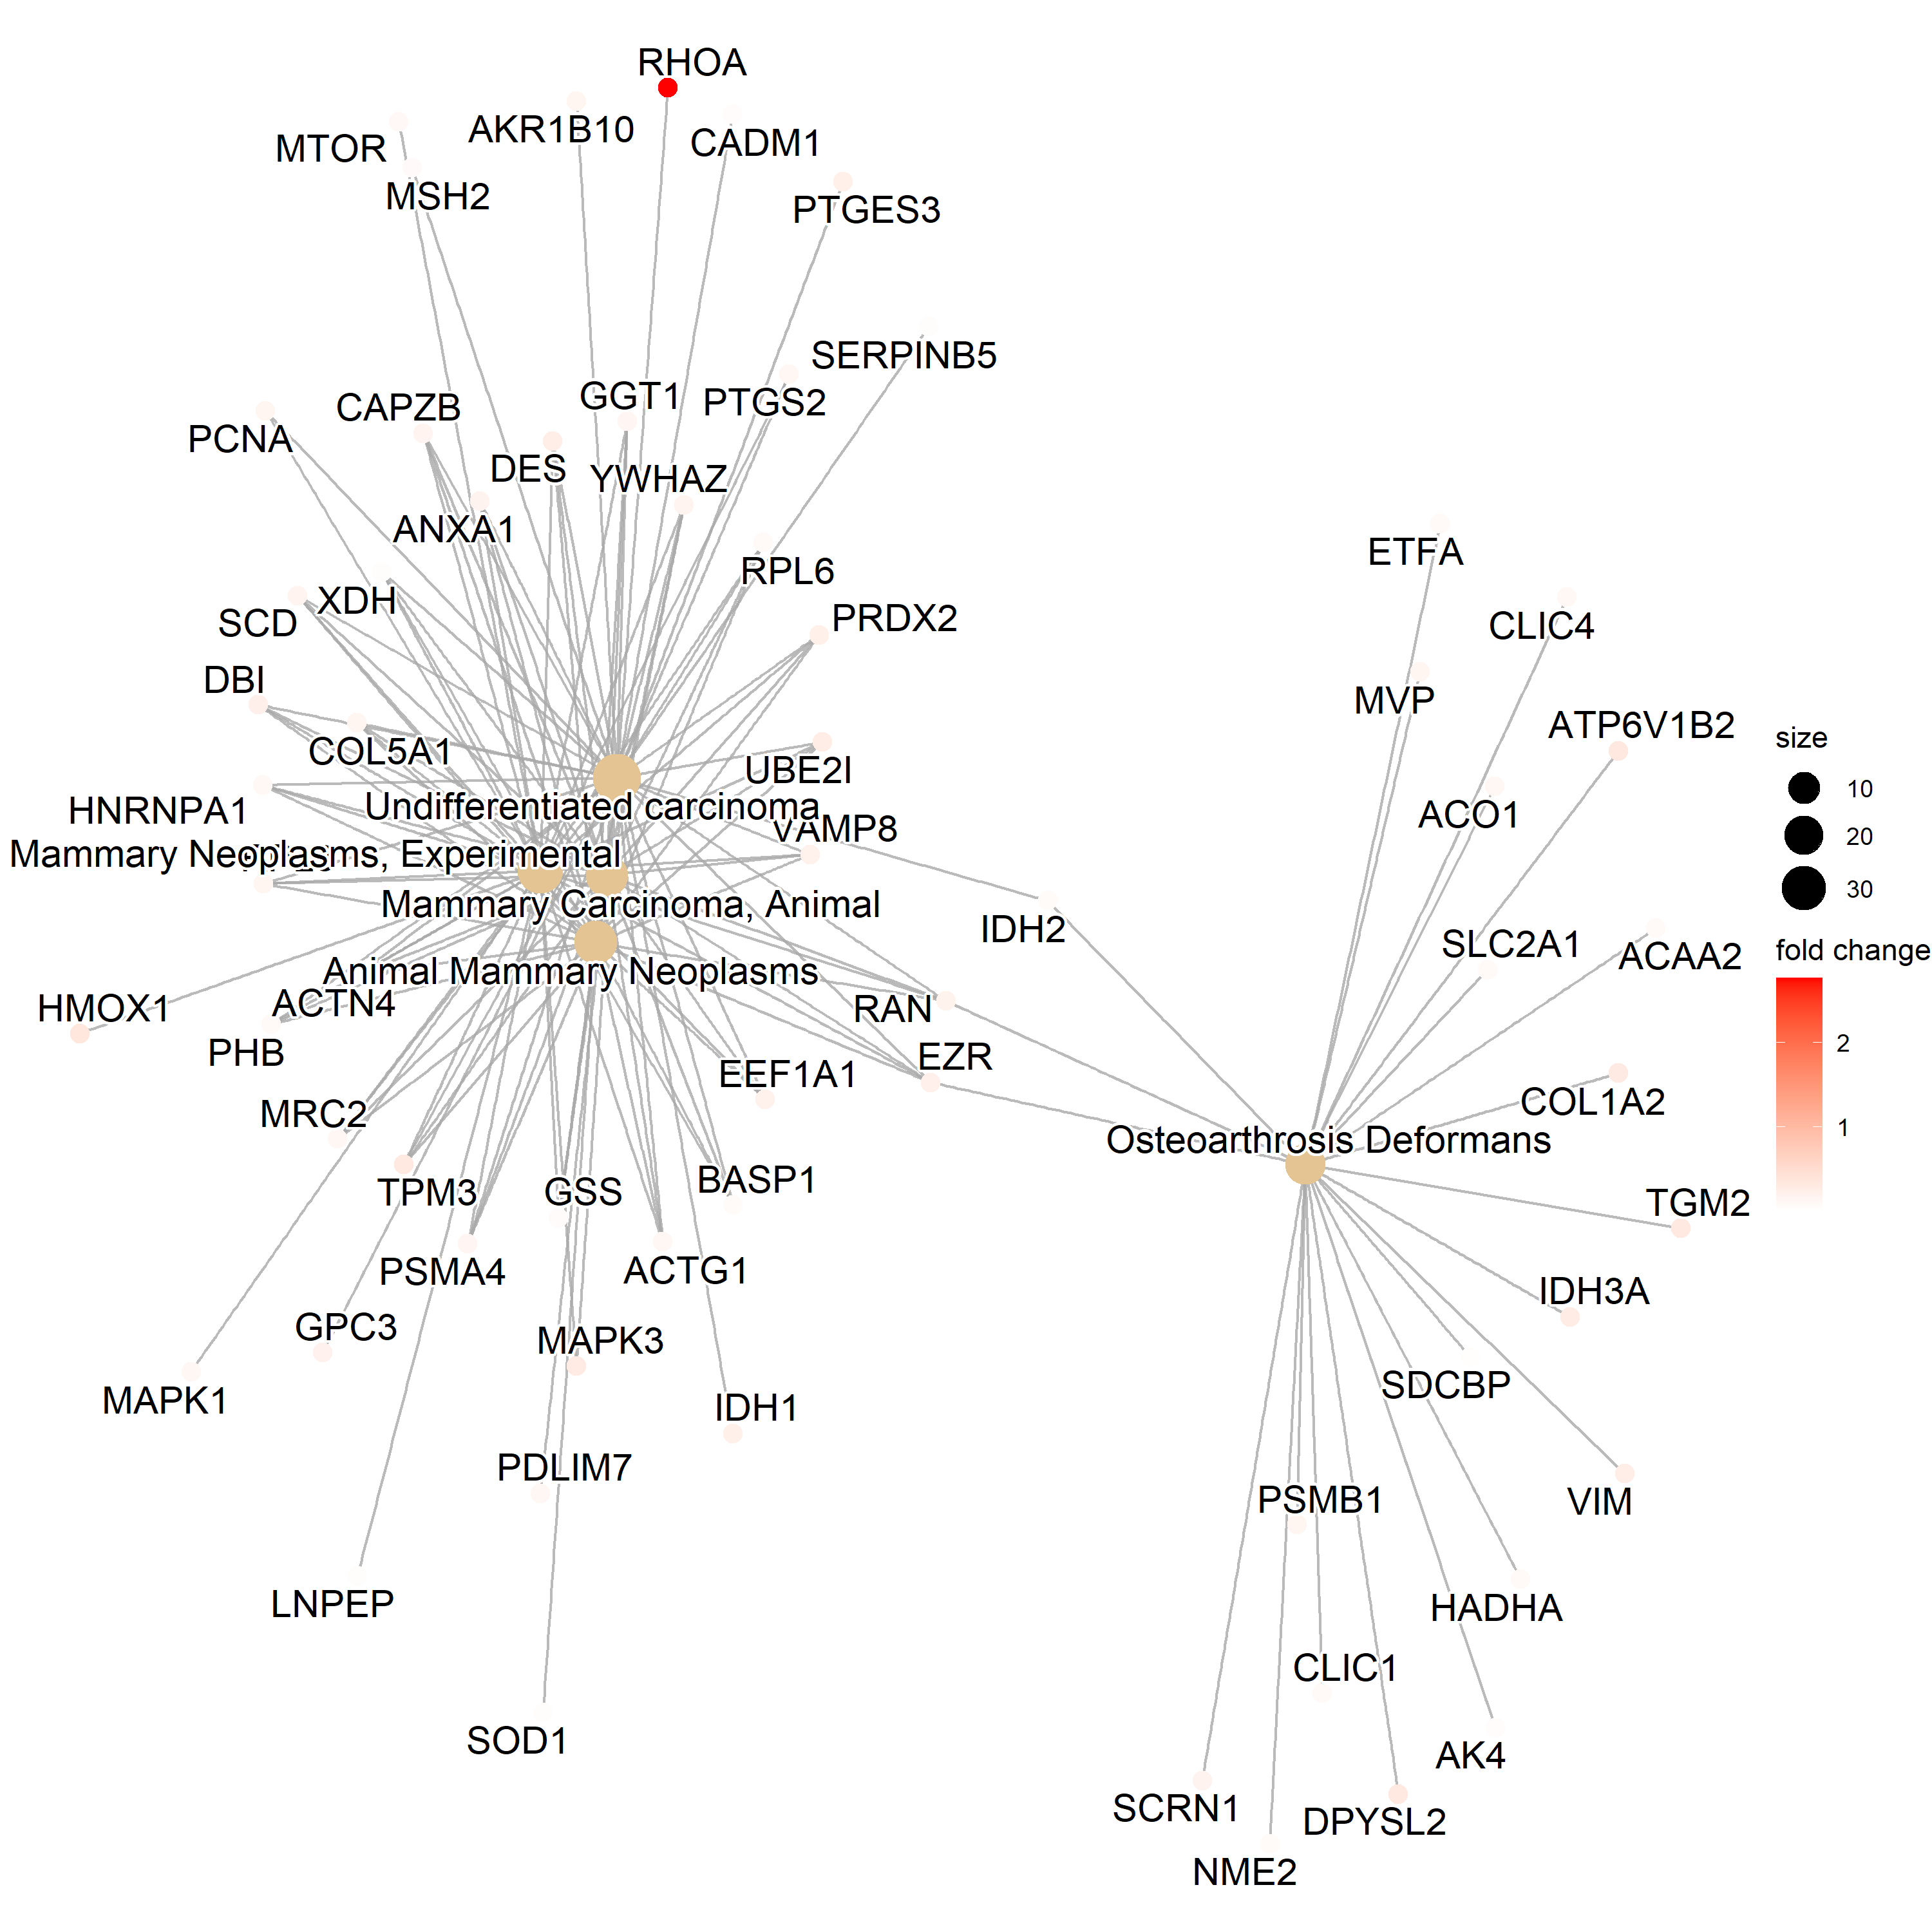 RHOA
AKR1B10
CADM1
MTOR
MSH2
PTGES3
SERPINB5
GGT1
PTGS2
CAPZB
PCNA
DES
YWHAZ
ANXA1
ETFA
RPL6
XDH
SCD
PRDX2
CLIC4
DBI
MVP
ATP6V1B2
size
COL5A1
UBE2I
10
HNRNPA1
Undifferentiated carcinoma
ACO1
VAMP8
20
Mammary Neoplasms, Experimental
30
Mammary Carcinoma, Animal
IDH2
SLC2A1
fold change
ACAA2
Animal Mammary Neoplasms
HMOX1
ACTN4
RAN
2
PHB
EZR
EEF1A1
COL1A2
MRC2
1
Osteoarthrosis Deformans
BASP1
TPM3
GSS
TGM2
PSMA4
ACTG1
IDH3A
GPC3
MAPK3
SDCBP
MAPK1
IDH1
PDLIM7
PSMB1
VIM
LNPEP
HADHA
CLIC1
SOD1
AK4
SCRN1
DPYSL2
NME2